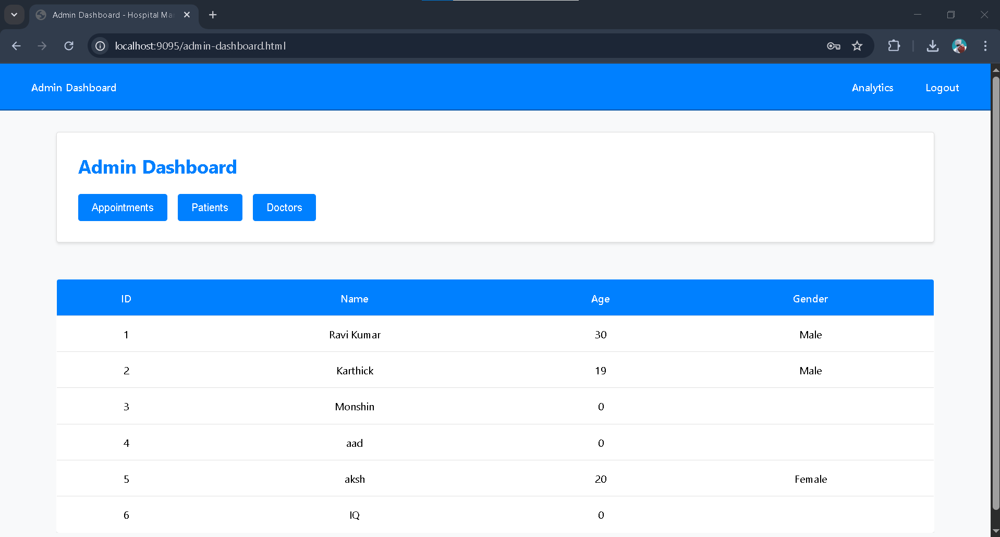 Admin Dashboard - Hospital Ma
localhost:9095/admin-dashboard.html
Admin Dashboard Analytics Logout
Admin Dashboard
Appointments Patients Doctors
ID Name Age Gender
1 Ravi Kumar 30 Male
2 Karthick 19 Male
3 Monshin 0
4 aad 0
5 aksh 20 Female
6 IQ 0